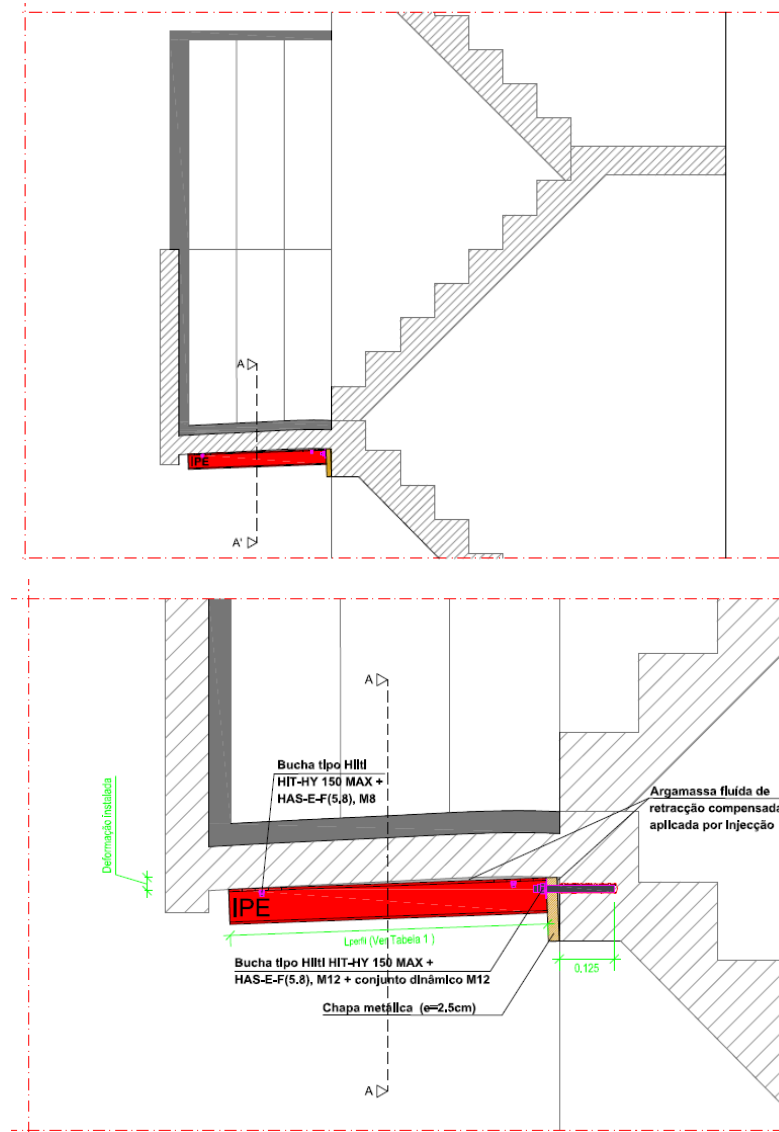 A
IPE
A'
A
Bucha tipo Hilti
HIT-HY 150 MAX +
HAS-E-F(5.8), M8
Argamassa fluída de
retracção compensada
aplicada por Injecção
Deformação Instalada
IPE
Lperfil (Ver Tabela 1 )
Bucha tipo Hilti HIT-HY 150 MAX +
HAS-E-F(5.8), M12 + conjunto dinâmico M12
0.125
Chapa metálica (e=2.5cm)
A